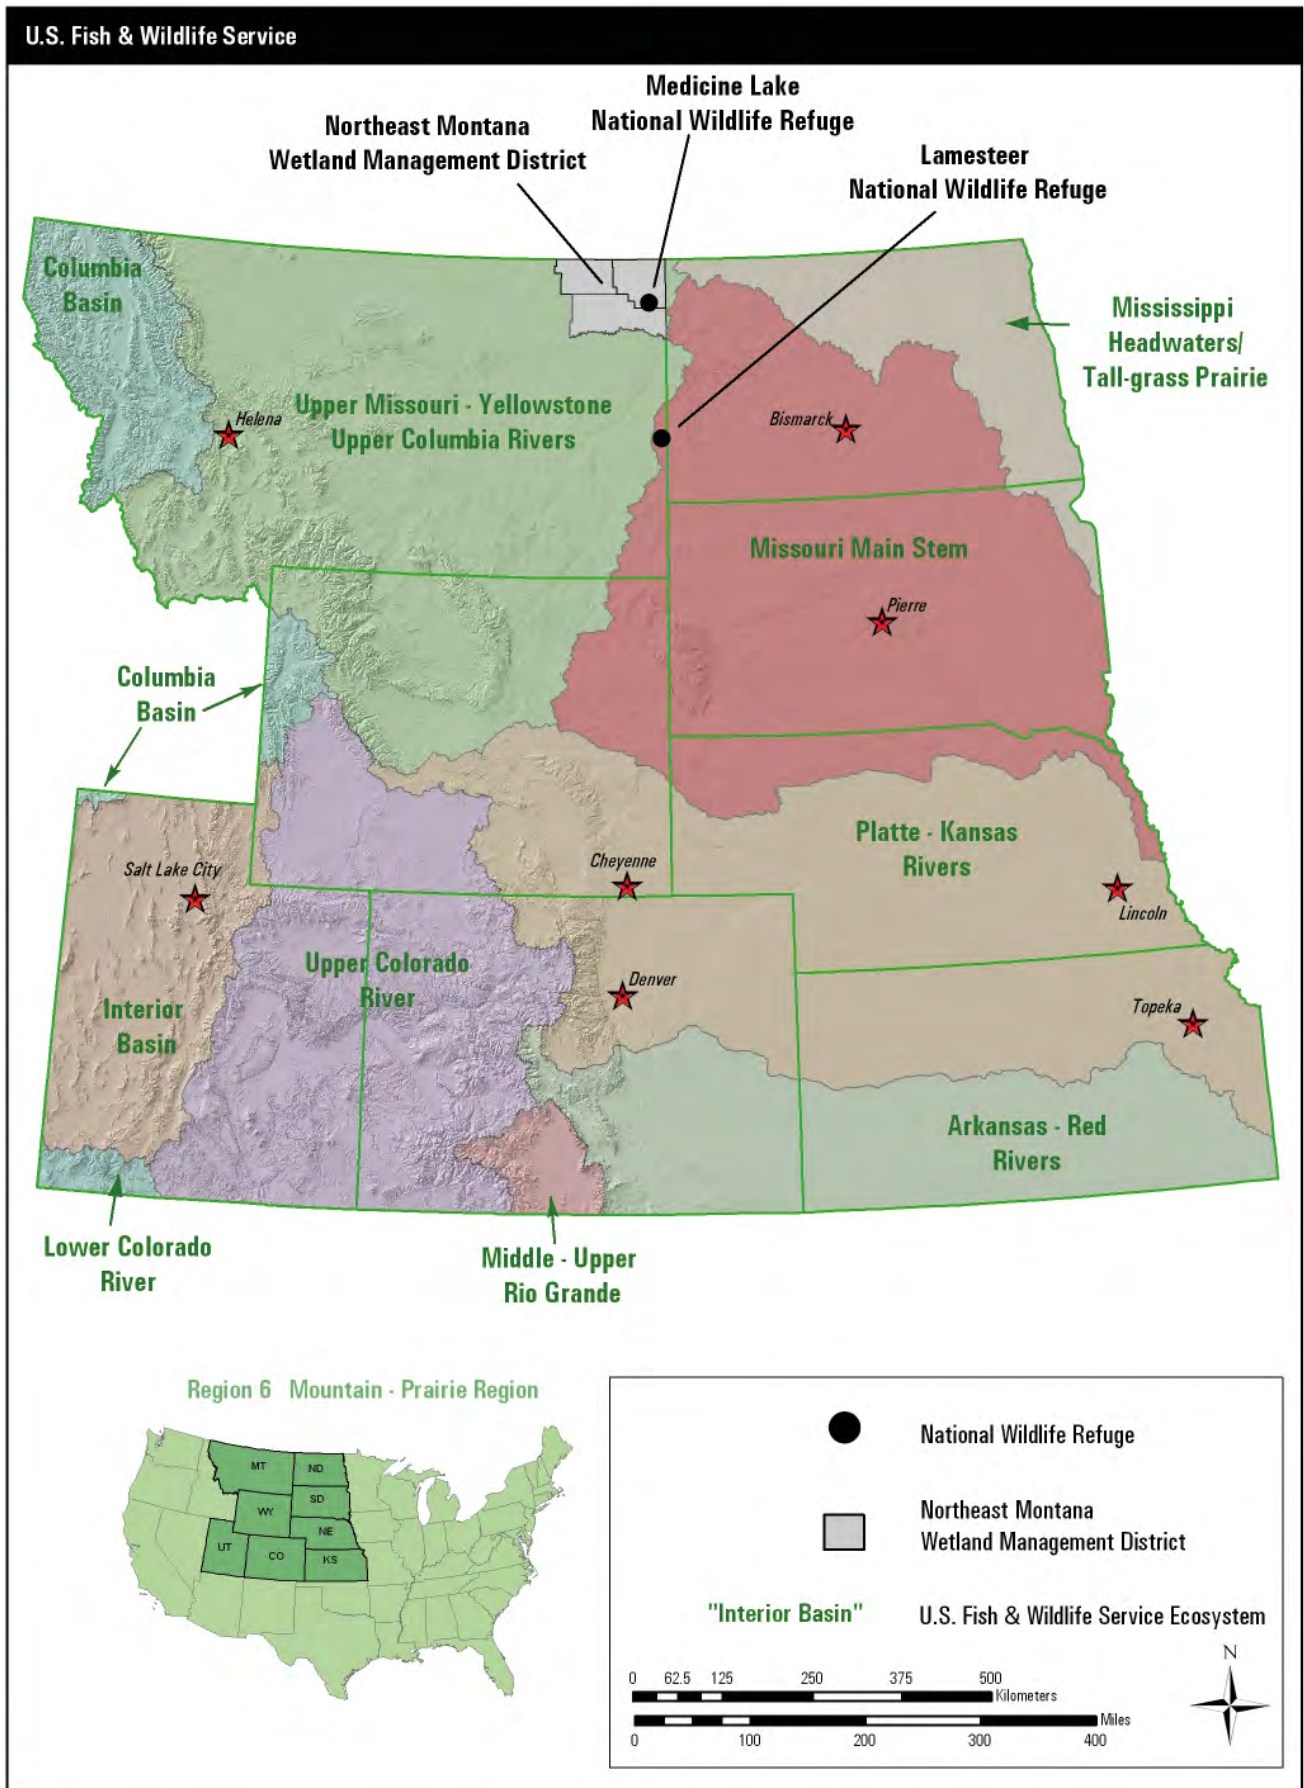 U.S. Fish & Wildlife Service
Medicine Lake
National Wildlife Refuge
Northeast Montana
Wetland Management District
Lamesteer
National Wildlife Refuge
Columbia
Basin
Mississippi
Headwaters/
Tall-grass Prairie
Helena
Upper Missouri - Yellowstone
Upper Columbia Rivers
Bismarck
Missouri Main Stem
Pierre
Columbia
Basin
Platte - Kansas
Rivers
Salt Lake City
Cheyenne
Lincoln
Upper Colorado
River
Denver
Interior
Basin
Topeka
Arkansas - Red
Rivers
Lower Colorado
River
Middle - Upper
Rio Grande
Region 6 Mountain - Prairie Region
MT
ND
SD
WY
NE
UT
CO
KS
National Wildlife Refuge
Northeast Montana
Wetland Management District
"Interior Basin" U.S. Fish & Wildlife Service Ecosystem
N
0 62.5 125 250 375 500
Kilometers
Miles
0 100 200 300 400